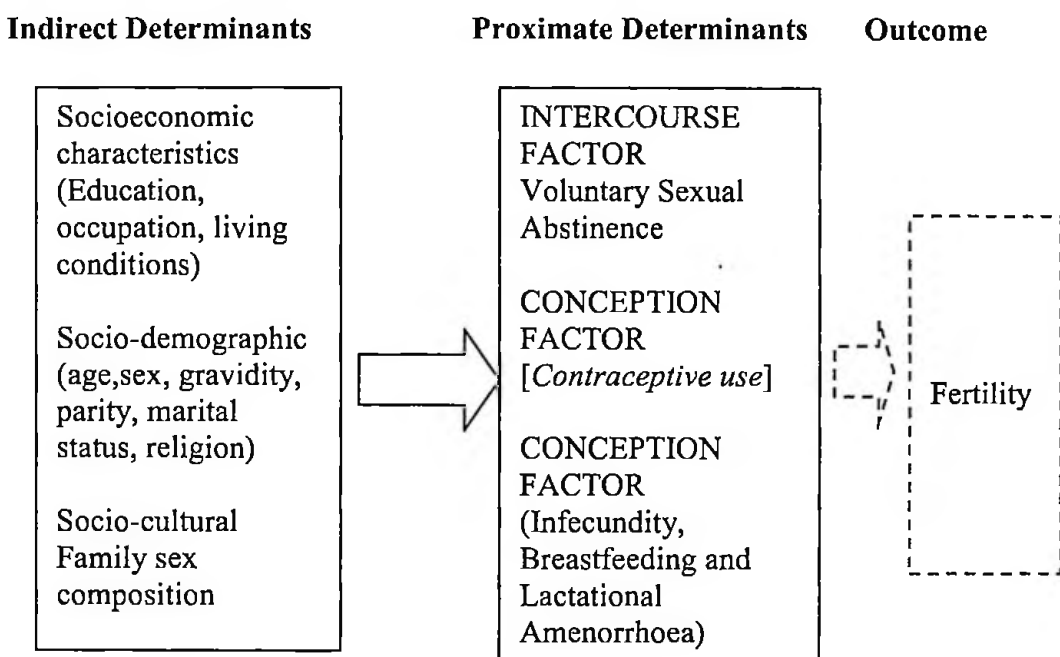 Indirect Determinants Proximate Determinants Outcome
Socioeconomic
characteristics
(Education,
occupation, living
conditions)
Socio-demographic
(age,sex, gravidity,
parity, marital
status, religion)
Socio-cultural
Family sex
composition
INTERCOURSE
FACTOR
Voluntary Sexual
Abstinence
CONCEPTION
FACTOR
[Contraceptive use]
CONCEPTION
FACTOR
(Infecundity,
Breastfeeding and
Lactational
Amenorrhoea)
Fertility